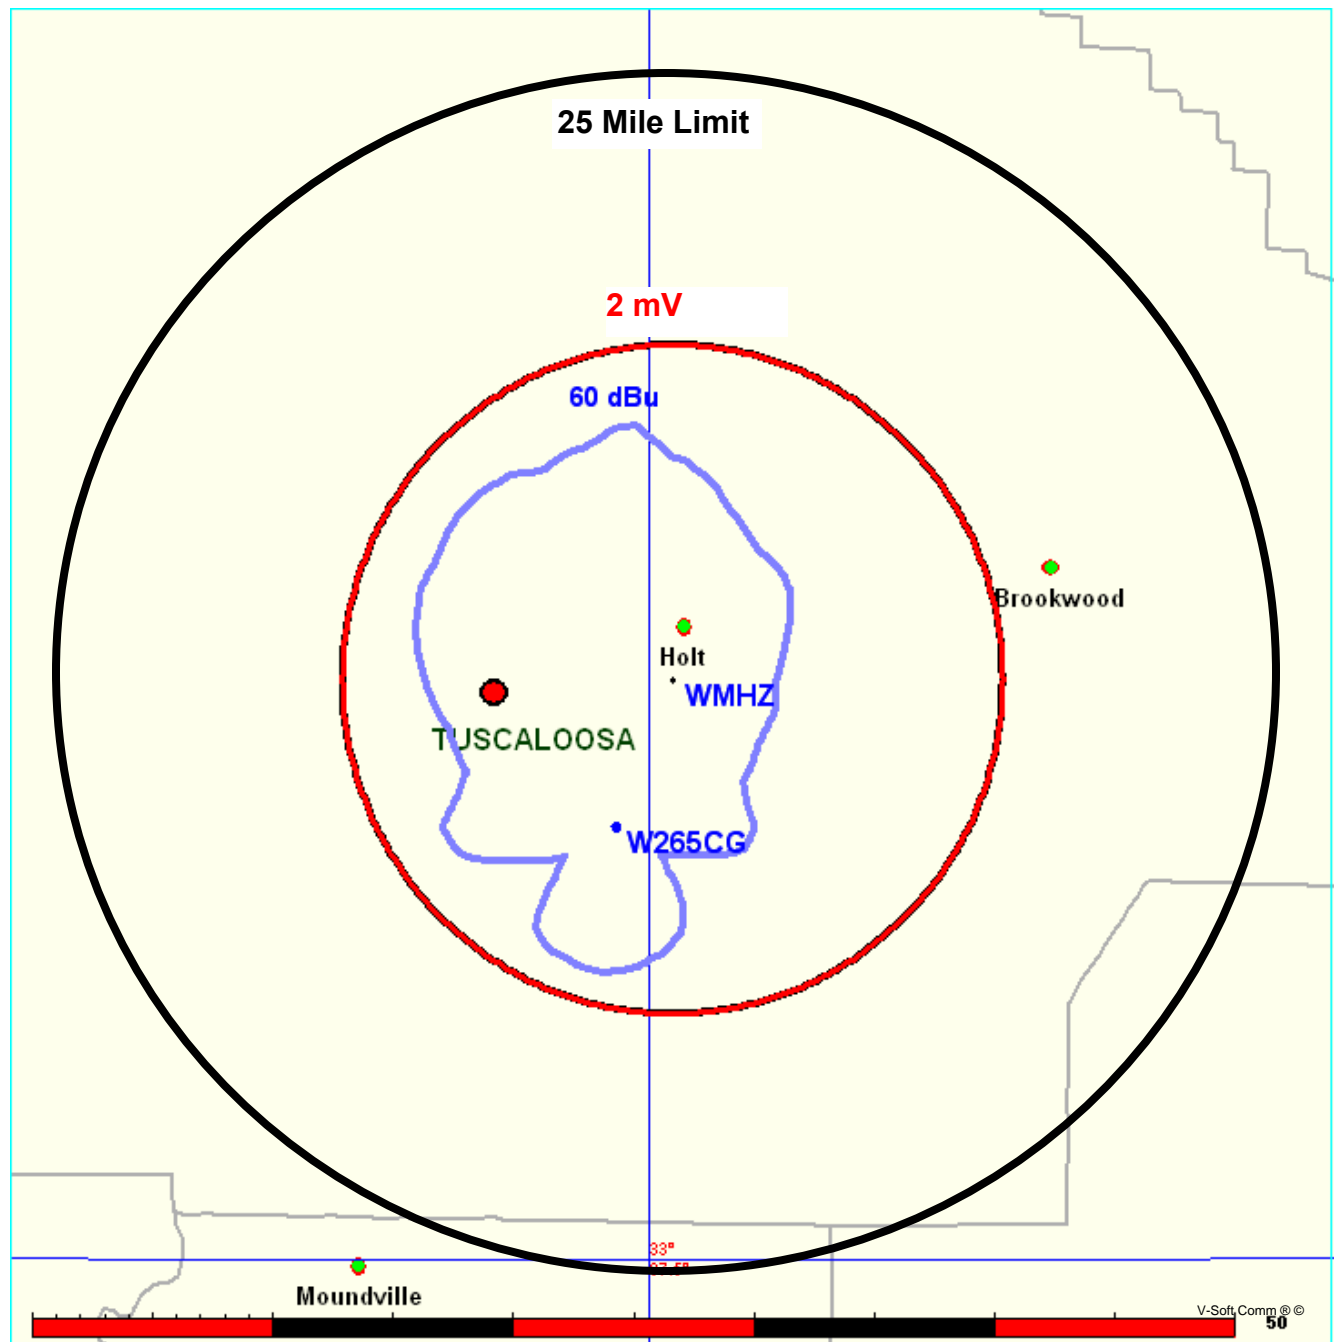 25 Mile Limit
2 mV
60 dBu
Brookwood
Holt
WMHZ
TUSCALOOSA
W265CG
33°
Moundville
V-Soft Comm ® ©
50